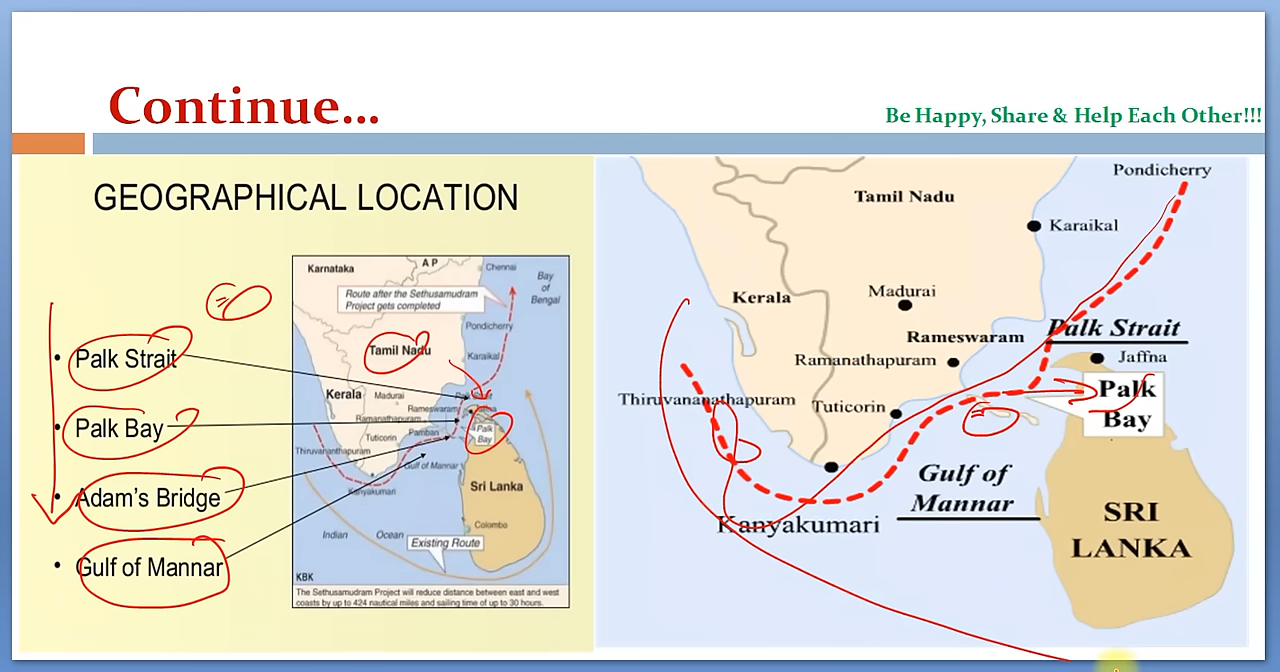 Continue...
Be Happy, Share & Help Each Other!!!
GEOGRAPHICAL LOCATION
• Palk Strait
• Palk Bay
• Adam's Bridge
• Gulf of Mannar
Karnataka
A P
Chennai
Bay
of
Bengal
Route after the Sethusamudram
Project gets completed
Pondicherry
Tamil Nadu
Karaikal
Kerala
Madurai
Rameswaram
Ramanathapuram
Palk
Bay
Tuticorin
Pamban
Thiruvananthapuram
Gulf of Mannar
Kanyakumari
Sri Lanka
Colombo
Indian Ocean
Existing Route
KBK
The Sethusamudram Project will reduce distance between east and west
coasts by up to 424 nautical miles and sailing time of up to 30 hours.
Pondicherry
Tamil Nadu
Karaikal
Kerala
Madurai
Rameswaram
Palk Strait
Ramanathapuram
Jaffna
Thiruvananathapuram
Tuticorin
Palk
Bay
Gulf of
Mannar
Kanyakumari
SRI
LANKA